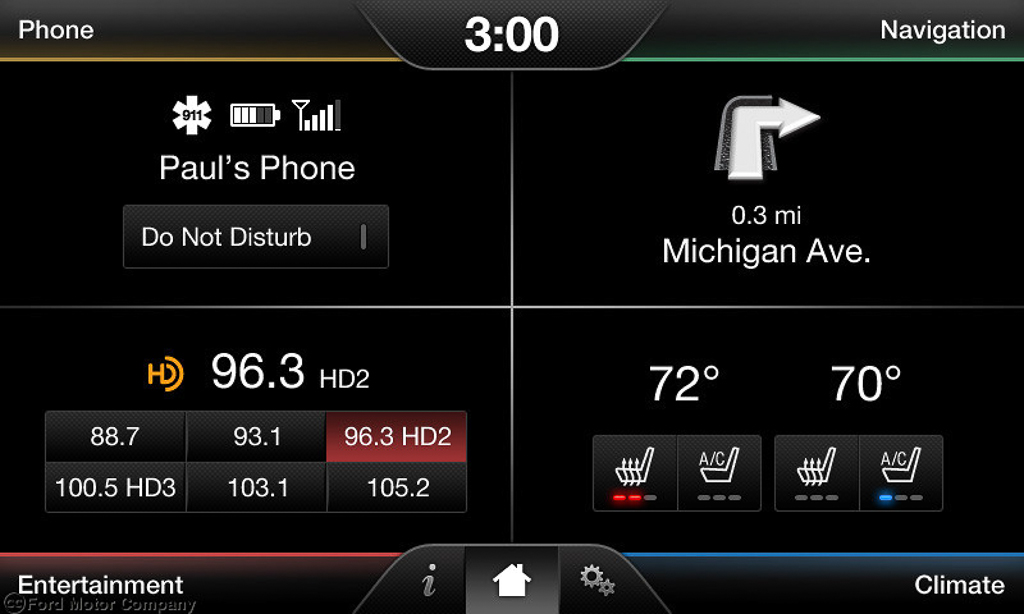 Phone
3:00
Navigation
911
Paul's Phone
Do Not Disturb
0.3 mi
Michigan Ave.
HD 96.3 HD2
88.7 93.1 96.3 HD2
100.5 HD3 103.1 105.2
72° 70°
A/C A/C
i
Entertainment
Climate
cc Ford Motor Company